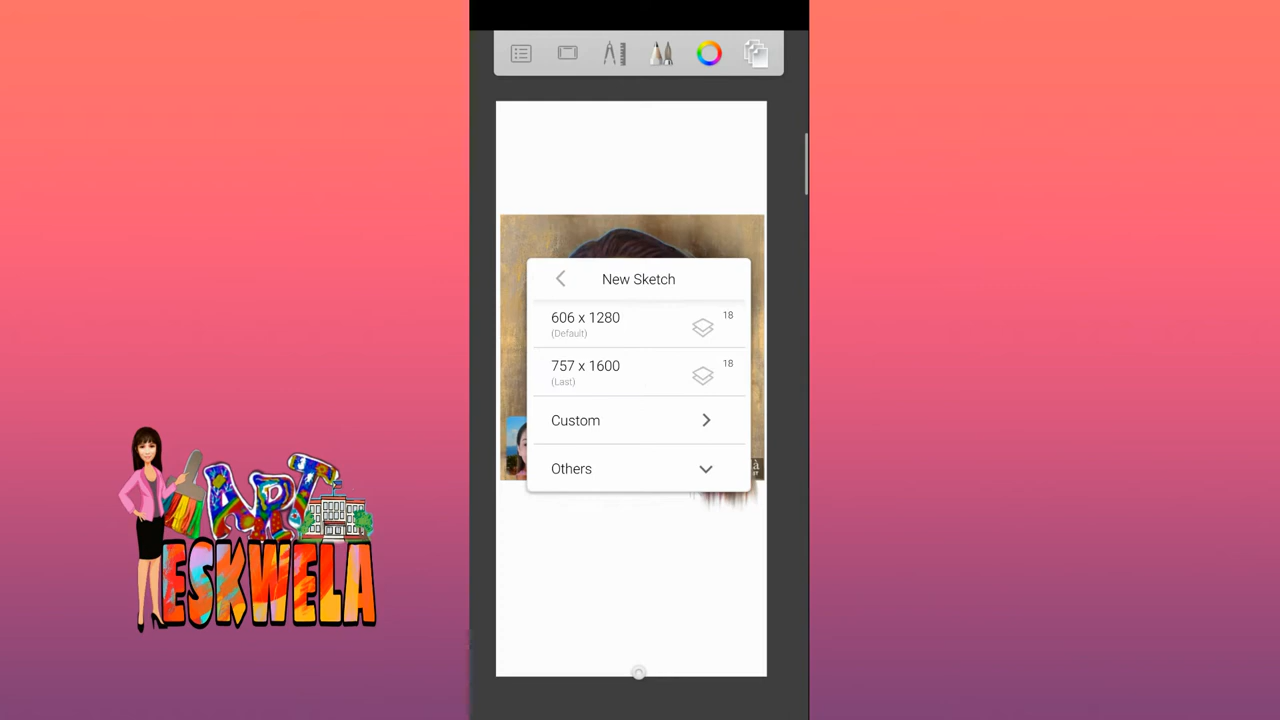 New Sketch
606 x 1280
18
(Default)
757 x 1600
18
(Last)
Custom
Others
ART
ESKWELA